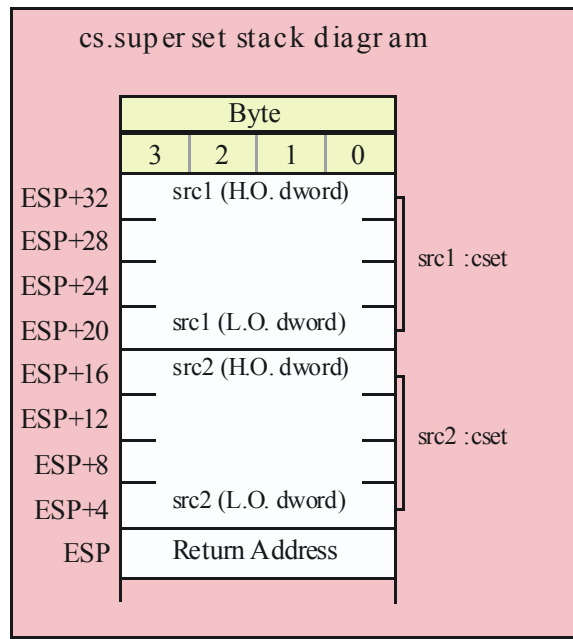 cs.superset stack diagram
Byte
3 2 1 0
ESP+32 src1 (H.O. dword)
ESP+28
src1 :cset
ESP+24
ESP+20 src1 (L.O. dword)
ESP+16 src2 (H.O. dword)
ESP+12
src2 :cset
ESP+8
ESP+4 src2 (L.O. dword)
ESP Return Address